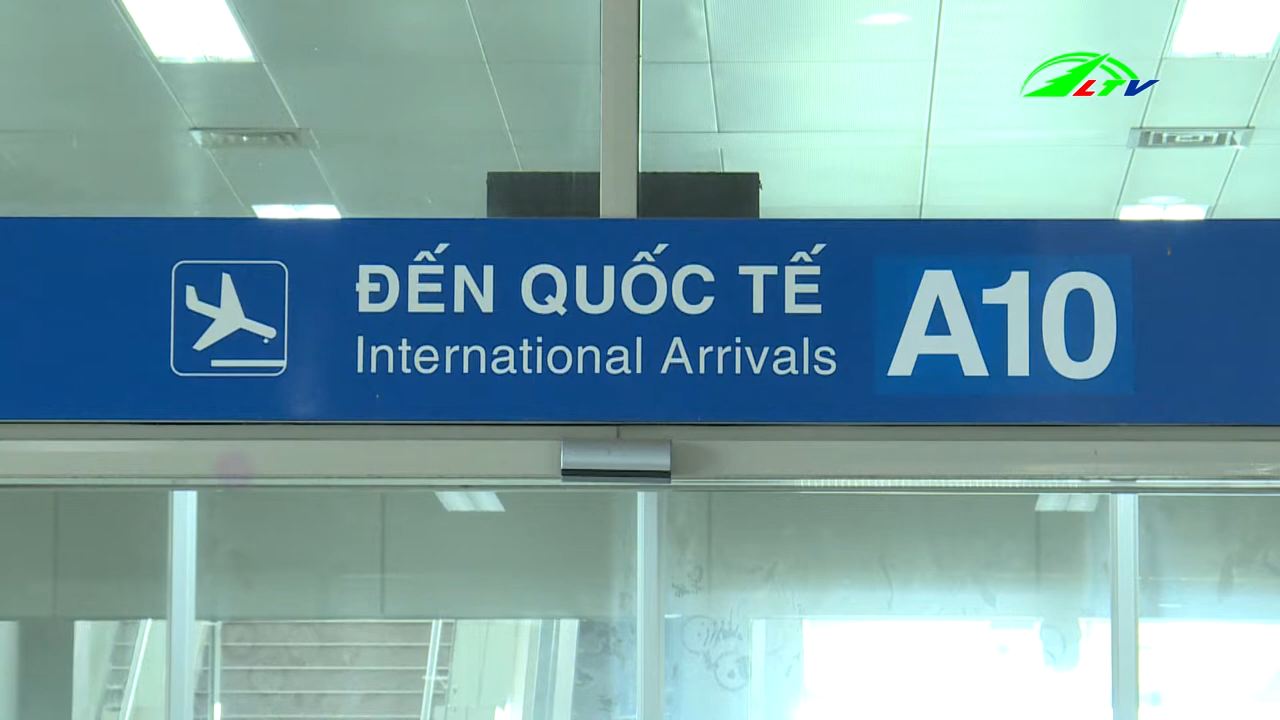 LTV
ĐẾN QUỐC TẾ
International Arrivals
A10